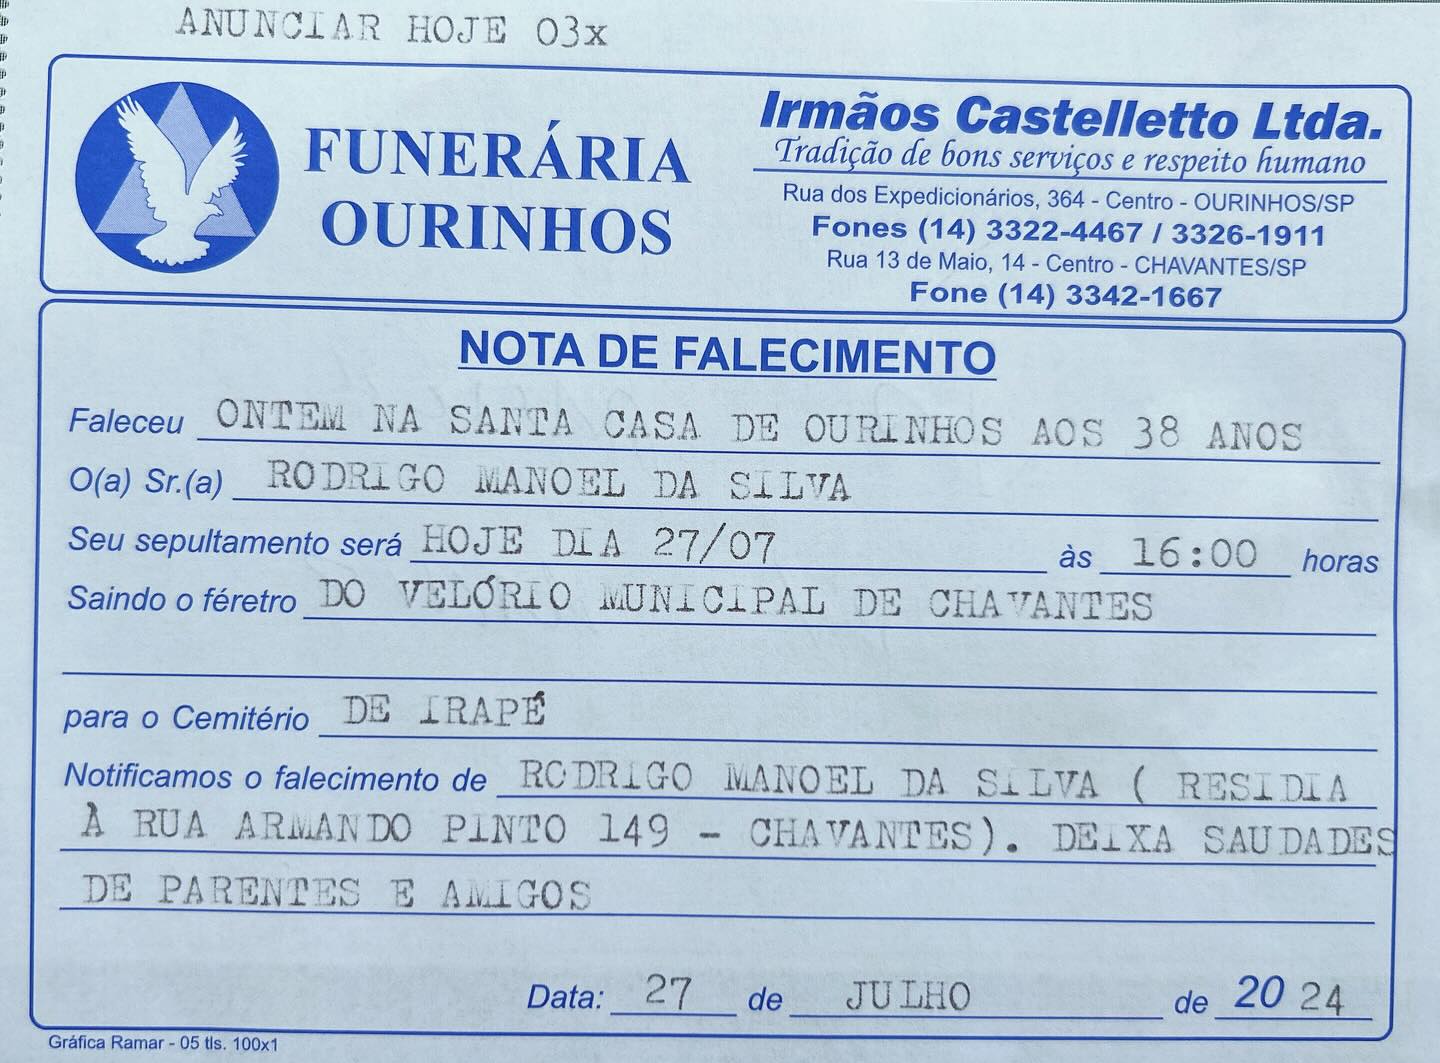 ANUNCIAR HOJE 03x
FUNERÁRIA
OURINHOS
Irmãos Castelletto Ltda.
Tradição de bons serviços e respeito humano
Rua dos Expedicionários, 364 - Centro - OURINHOS/SP
Fones (14) 3322-4467 / 3326-1911
Rua 13 de Maio, 14 - Centro - CHAVANTES/SP
Fone (14) 3342-1667
NOTA DE FALECIMENTO
Faleceu ONTEM NA SANTA CASA DE OURINHOS AOS 38 ANOS
O(a) Sr.(a) RODRIGO MANOEL DA SILVA
Seu sepultamento será HOJE DIA 27/07 às 16:00 horas
Saindo o féretro DO VELÓRIO MUNICIPAL DE CHAVANTES
para o Cemitério DE IRAPÉ
Notificamos o falecimento de RODRIGO MANOEL DA SILVA ( RESIDIA
À RUA ARMANDO PINTO 149 - CHAVANTES). DEIXA SAUDADES
DE PARENTES E AMIGOS
Data: 27 de JULHO de 20 24
Gráfica Ramar - 05 tls. 100x1